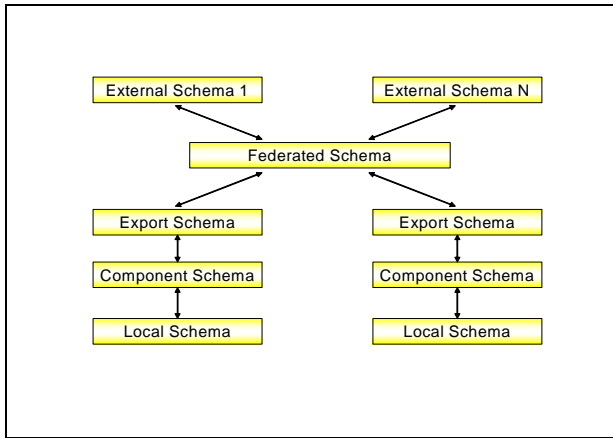 External Schema 1
External Schema N
Federated Schema
Export Schema
Export Schema
Component Schema
Component Schema
Local Schema
Local Schema